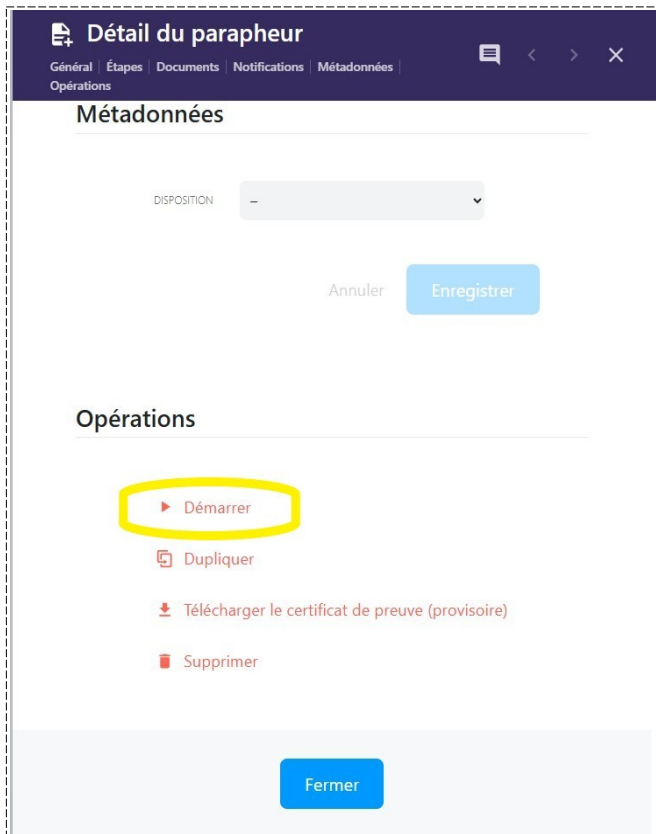 Détail du parapheur
Général | Étapes | Documents | Notifications | Métadonnées |
Opérations
Métadonnées
DISPOSITION –
Annuler Enregistrer
Opérations
Démarrer
Dupliquer
Télécharger le certificat de preuve (provisoire)
Supprimer
Fermer